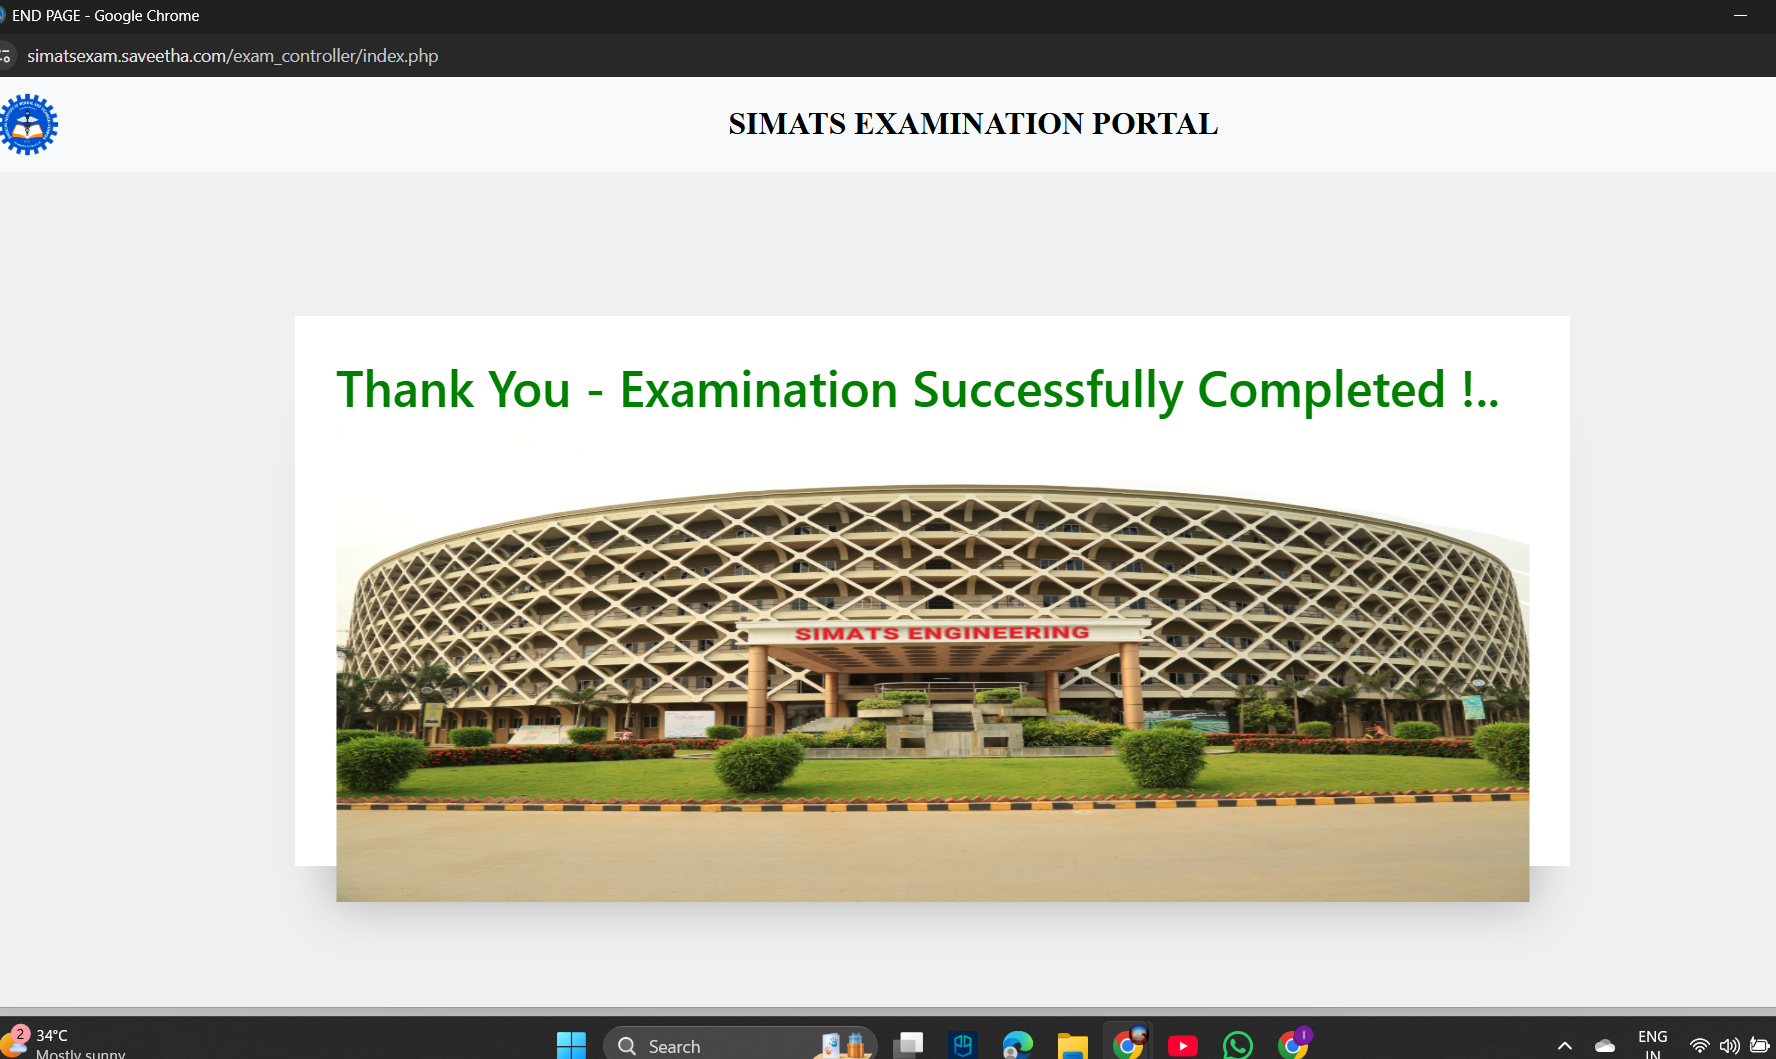 END PAGE - Google Chrome
simatsexam.saveetha.com/exam_controller/index.php
SIMATS EXAMINATION PORTAL
Thank You - Examination Successfully Completed !..
SIMATS ENGINEERING
2
34°C
Mostly sunny
Search
I
ENG
IN